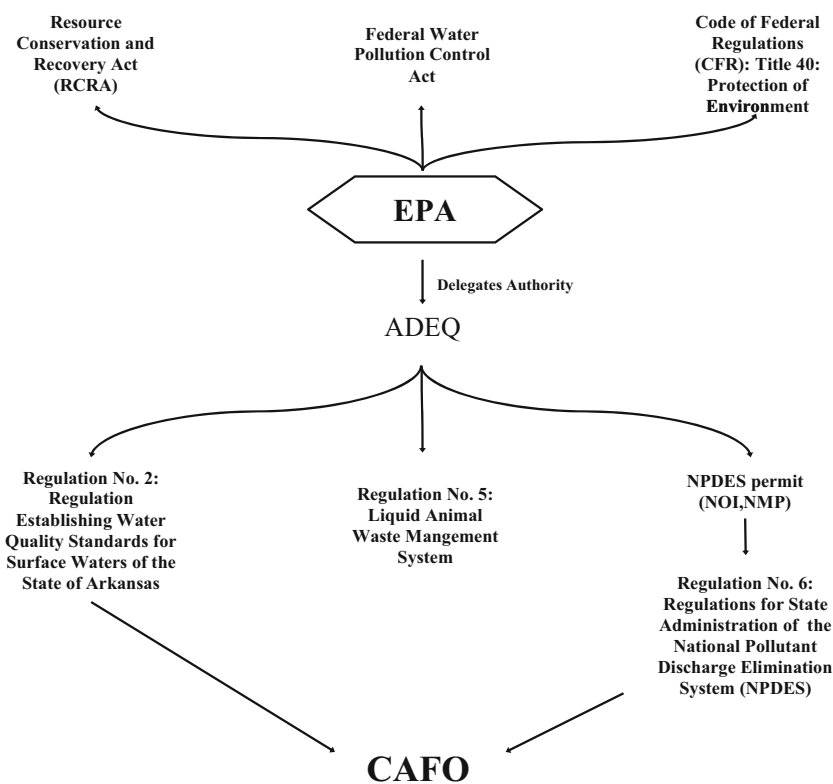 Resource
Conservation and
Recovery Act
(RCRA)
Federal Water
Pollution Control
Act
Code of Federal
Regulations
(CFR): Title 40:
Protection of
Environment
EPA
Delegates Authority
ADEQ
Regulation No. 2:
Regulation
Establishing Water
Quality Standards for
Surface Waters of the
State of Arkansas
Regulation No. 5:
Liquid Animal
Waste Mangement
System
NPDES permit
(NOI,NMP)
Regulation No. 6:
Regulations for State
Administration of the
National Pollutant
Discharge Elimination
System (NPDES)
CAFO